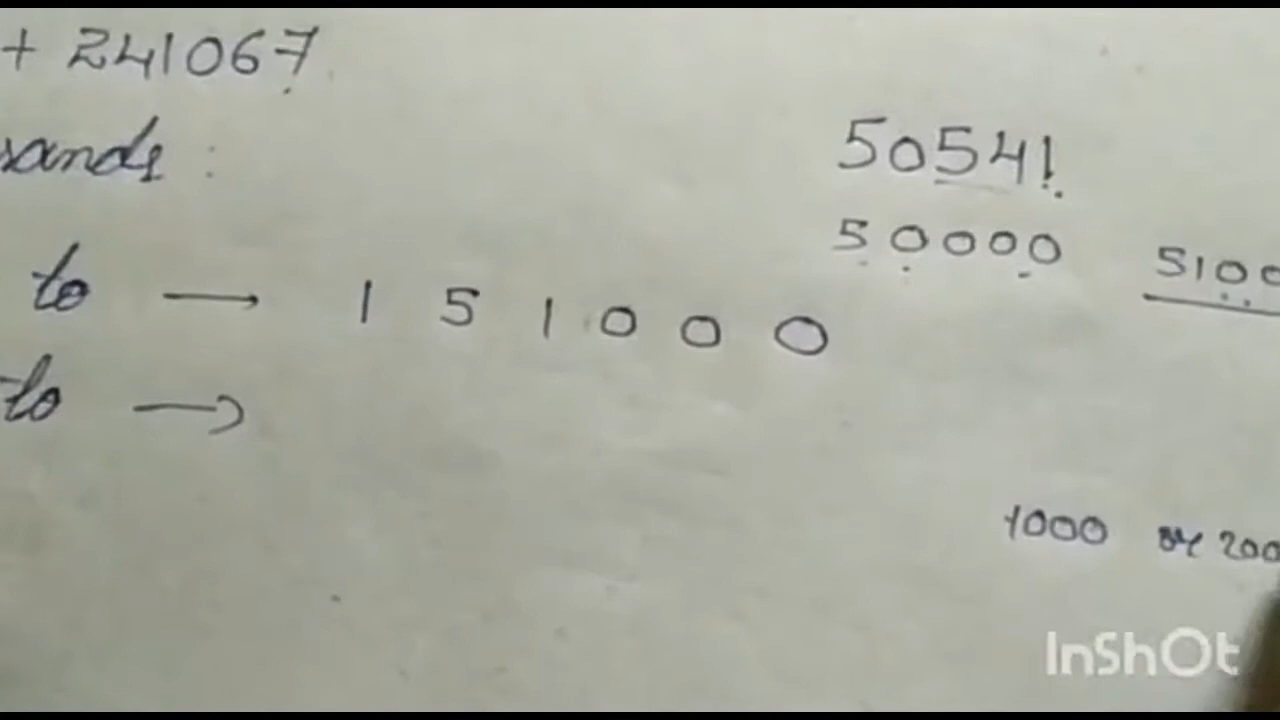 + 241067
sands :
50541
50000 5100
to → 151000
to →
1000 or 200
InShOt